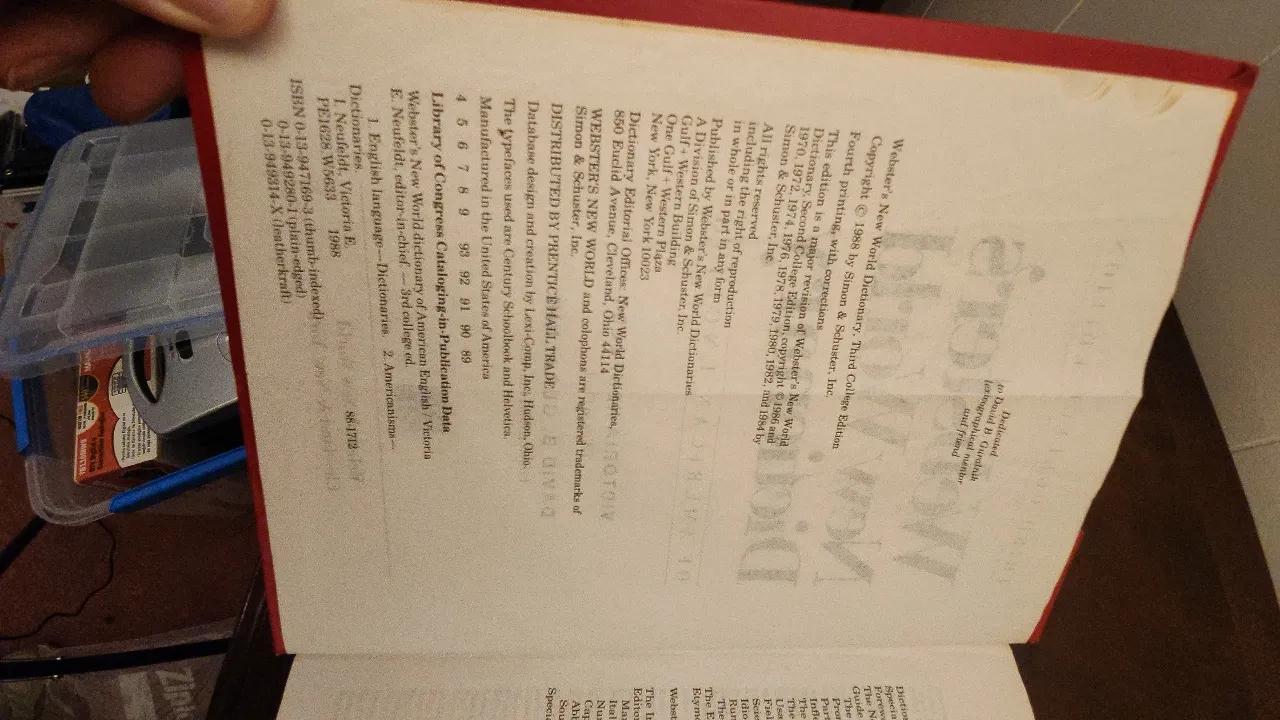 to Dedicated
David B. Guralnik
lexicographical mentor
and friend
Webster's New World Dictionary, Third College Edition
Copyright © 1988 by Simon & Schuster, Inc.
Fourth printing, with corrections
This edition is a major revision of Webster's New World
Dictionary, Second College Edition, copyright © 1986 and
1970, 1972, 1974, 1976, 1978, 1979, 1980, 1982, and 1984 by
Simon & Schuster, Inc.
All rights reserved
including the right of reproduction
in whole or in part in any form
Published by Webster's New World Dictionaries
A Division of Simon & Schuster, Inc.
Gulf + Western Building
One Gulf + Western Plaza
New York, New York 10023
Dictionary Editorial Offices: New World Dictionaries,
850 Euclid Avenue, Cleveland, Ohio 44114
WEBSTER'S NEW WORLD and colophons are registered trademarks of
Simon & Schuster, Inc.
DISTRIBUTED BY PRENTICE HALL TRADE
Database design and creation by Lexi-Comp, Inc, Hudson, Ohio.
The typefaces used are Century Schoolbook and Helvetica.
Manufactured in the United States of America
4 5 6 7 8 9 93 92 91 90 89
Library of Congress Cataloging-in-Publication Data
Webster's New World dictionary of American English / Victoria
E. Neufeldt, editor-in-chief. — 3rd college ed.
1. English language—Dictionaries. 2. Americanisms—
Dictionaries.
I. Neufeldt, Victora E.
PE1628.W5633 1988 88-1712
ISBN 0-13-947169-3 (thumb-indexed)
0-13-949280-1 (plain-edged)
0-13-949314-X (leatherkraft)